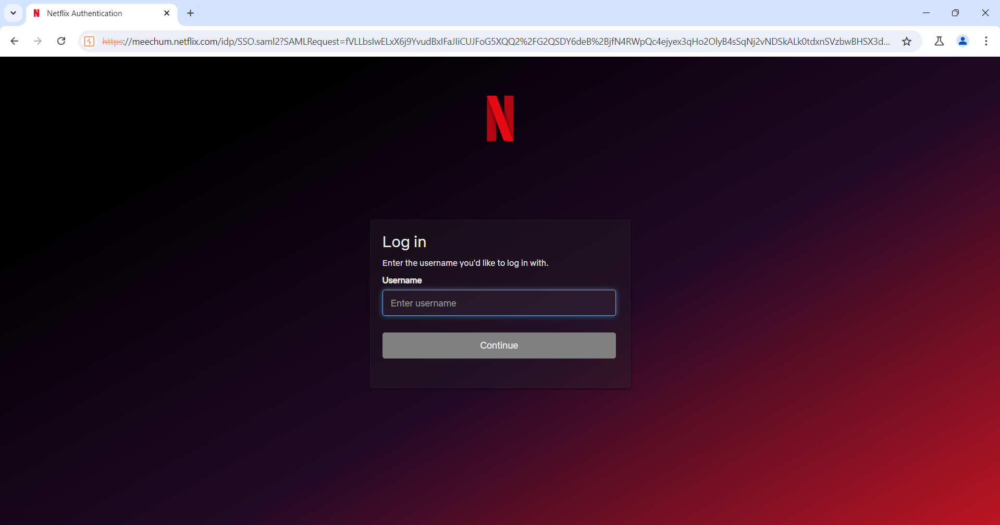 Netflix Authentication
https://meechum.netflix.com/idp/SSO.saml2?SAMLRequest=fVLLbsIwELxX6j9YvudBxIFaJIiCUJFoG5XQQ2%2FG2QSDY6deB%2BjfN4RWpQc4ejyex3qHo2OlyB4sSqNj2vNDSkALk0tdxnSVzbwBHSX3d...
N
Log in
Enter the username you'd like to log in with.
Username
Enter username
Continue